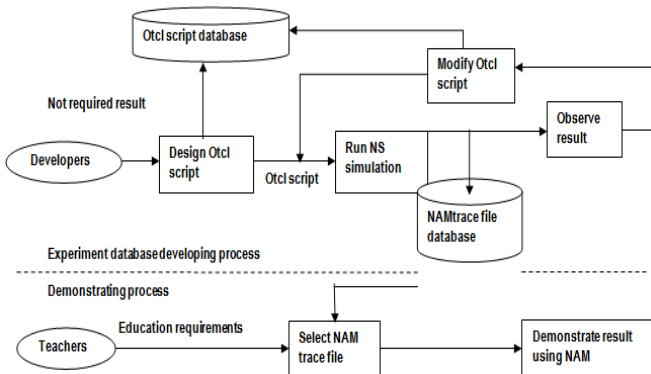 Otcl script database
Modify Otcl
script
Not required result
Observe
result
Developers
Design Otcl
script
Otcl script
Run NS
simulation
NAMtrace file
database
Experiment database developing process
Demonstrating process
Education requirements
Teachers
Select NAM
trace file
Demonstrate result
using NAM